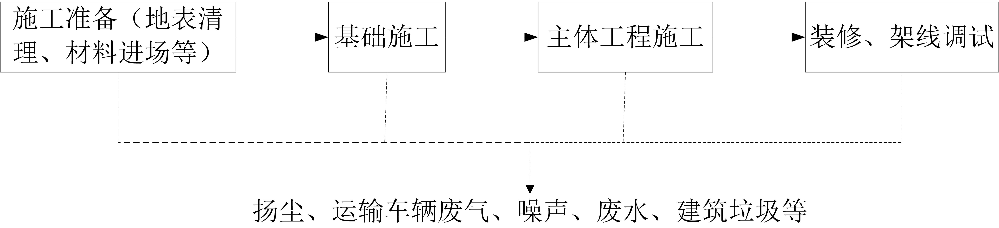 施工准备（地表清
理、材料进场等）
基础施工
主体工程施工
装修、架线调试
扬尘、运输车辆废气、噪声、废水、建筑垃圾等